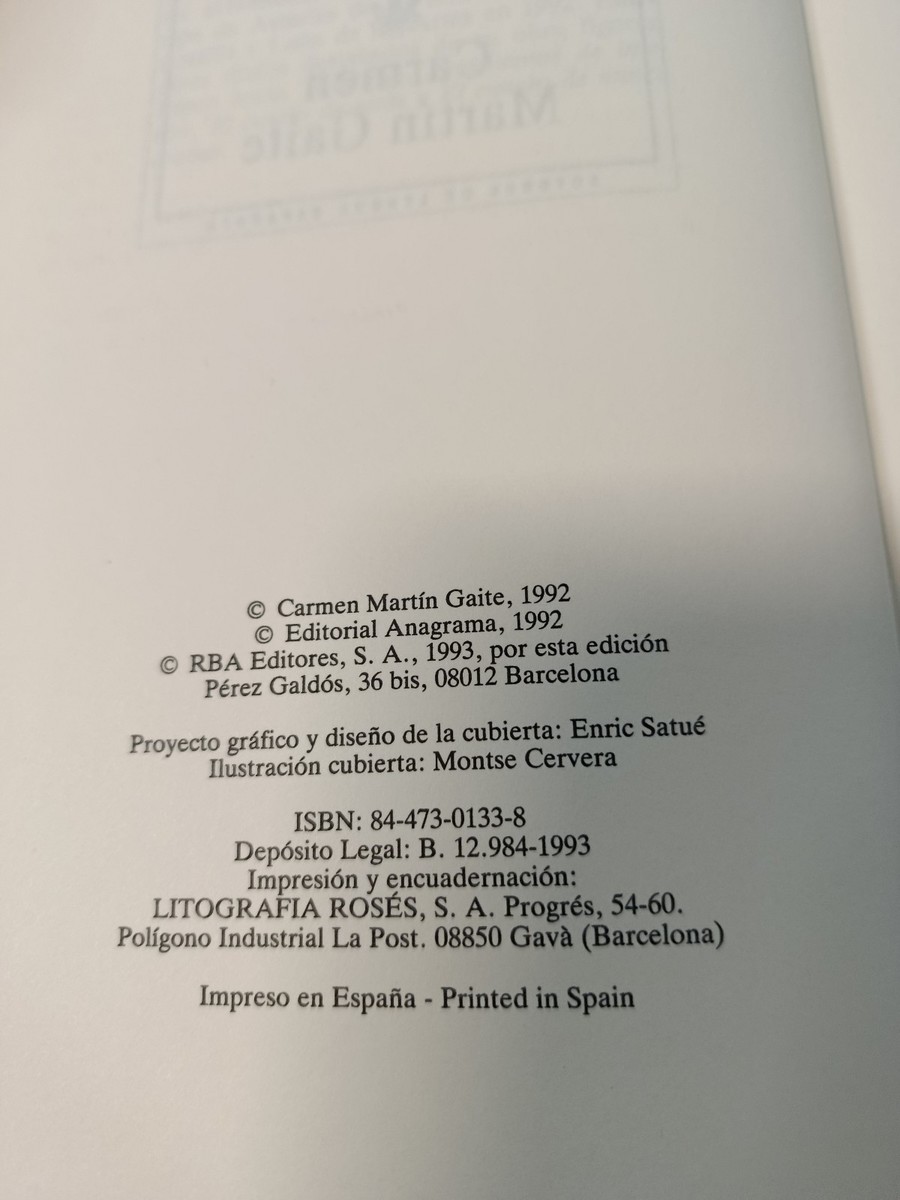 © Carmen Martín Gaite, 1992
© Editorial Anagrama, 1992
© RBA Editores, S. A., 1993, por esta edición
Pérez Galdós, 36 bis, 08012 Barcelona
Proyecto gráfico y diseño de la cubierta: Enric Satué
Ilustración cubierta: Montse Cervera
ISBN: 84-473-0133-8
Depósito Legal: B. 12.984-1993
Impresión y encuadernación:
LITOGRAFIA ROSÉS, S. A. Progrés, 54-60.
Polígono Industrial La Post. 08850 Gavà (Barcelona)
Impreso en España - Printed in Spain